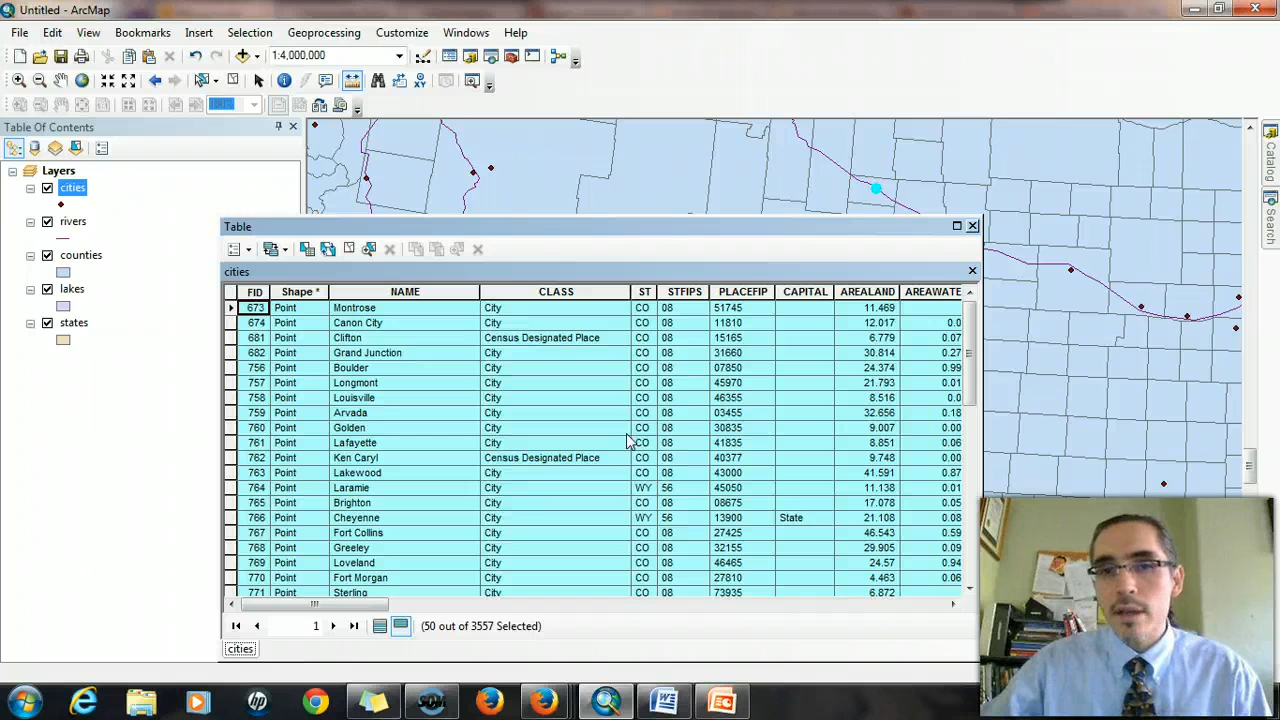 Untitled - ArcMap
File Edit View Bookmarks Insert Selection Geoprocessing Customize Windows Help
1:4,000,000
100%
Table Of Contents
Layers
cities
rivers
counties
lakes
states
Catalog
Search
Table
cities
FID Shape * NAME CLASS ST STFIPS PLACEFIP CAPITAL AREALAND AREAWATE
673 Point Montrose City CO 08 51745 11.469
674 Point Canon City City CO 08 11810 12.017 0.0
681 Point Clifton Census Designated Place CO 08 15165 6.779 0.07
682 Point Grand Junction City CO 08 31660 30.814 0.27
756 Point Boulder City CO 08 07850 24.374 0.99
757 Point Longmont City CO 08 45970 21.793 0.01
758 Point Louisville City CO 08 46355 8.516 0.0
759 Point Arvada City CO 08 03455 32.656 0.18
760 Point Golden City CO 08 30835 9.007 0.00
761 Point Lafayette City CO 08 41835 8.851 0.06
762 Point Ken Caryl Census Designated Place CO 08 40377 9.748 0.00
763 Point Lakewood City CO 08 43000 41.591 0.87
764 Point Laramie City WY 56 45050 11.138 0.01
765 Point Brighton City CO 08 08675 17.078 0.05
766 Point Cheyenne City WY 56 13900 State 21.108 0.08
767 Point Fort Collins City CO 08 27425 46.543 0.59
768 Point Greeley City CO 08 32155 29.905 0.09
769 Point Loveland City CO 08 46465 24.57 0.94
770 Point Fort Morgan City CO 08 27810 4.463 0.06
771 Point Sterling City CO 08 73935 6.872
1
(50 out of 3557 Selected)
cities